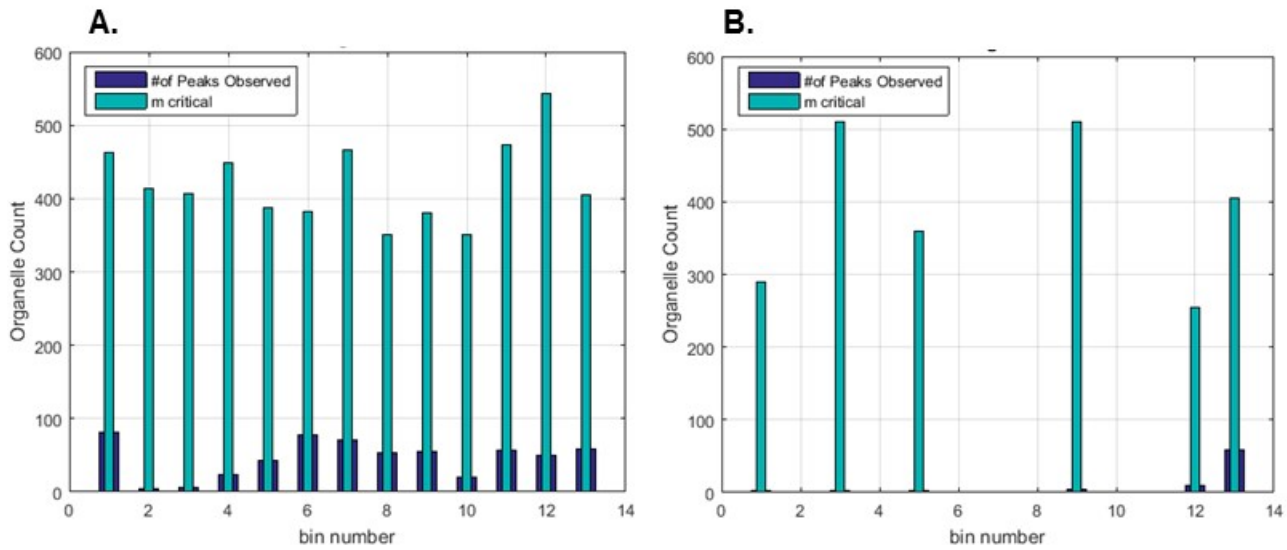 A.
600
500
400
300
200
100
0
Organelle Count
#of Peaks Observed
m critical
0 2 4 6 8 10 12 14
bin number
B.
600
500
400
300
200
100
0
Organelle Count
#of Peaks Observed
m critical
0 2 4 6 8 10 12 14
bin number